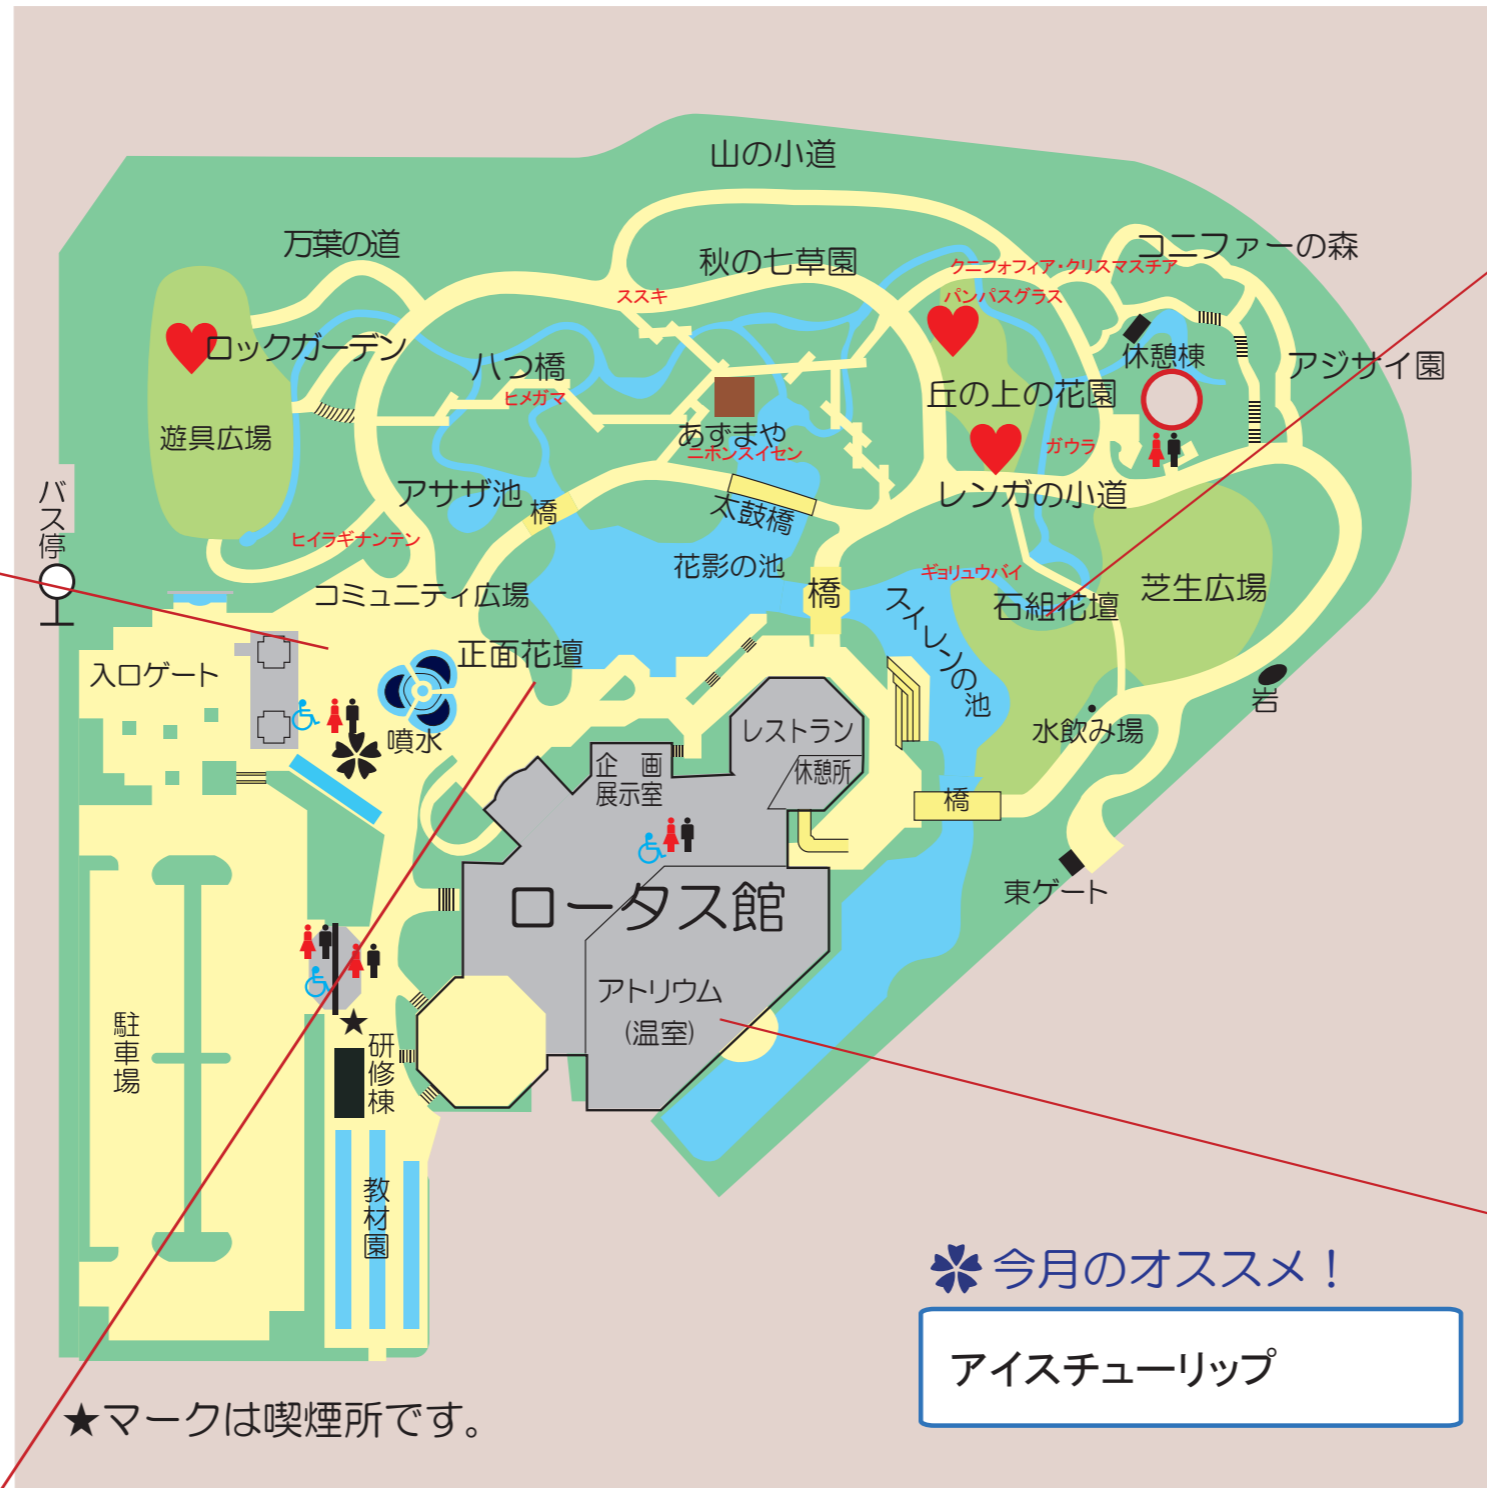 山の小道
万葉の道
秋の七草園
コニファーの森
クニフォフィア・クリスマスチア
パンパスグラス
ススキ
ロックガーデン
八つ橋
休憩棟
アジサイ園
ヒメガマ
丘の上の花園
遊具広場
あずまや
ニホンスイセン
ガウラ
アサザ池
橋
太鼓橋
レンガの小道
バス停
ヒイラギナンテン
花影の池
ギョリュウバイ
芝生広場
コミュニティ広場
橋
スイレンの池
石組花壇
正面花壇
入口ゲート
岩
噴水
レストラン
水飲み場
企画
展示室
休憩所
橋
東ゲート
ロータス館
アトリウム
(温室)
駐車場
研修棟
教材園
今月のオススメ！
アイスチューリップ
★マークは喫煙所です。